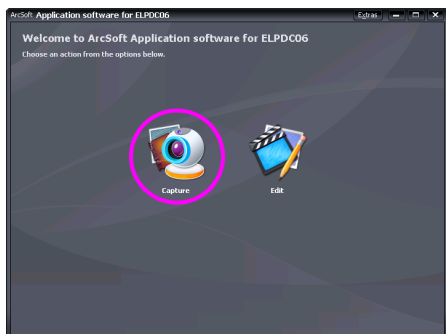 ArcSoft Application software for ELPDC06
Extras
Welcome to ArcSoft Application software for ELPDC06
Choose an action from the options below.
Capture
Edit